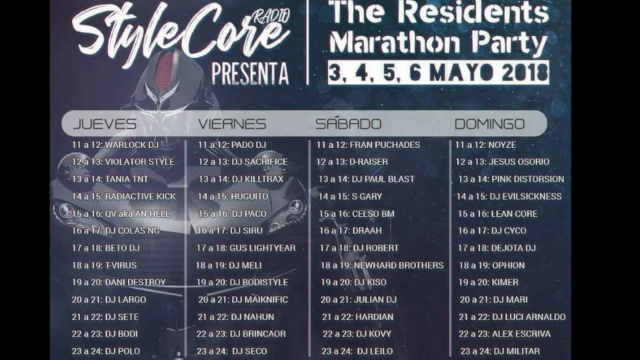 StyleCore
RADIO
PRESENTA
The Residents
Marathon Party
3, 4, 5, 6 MAYO 2018
JUEVES
11 a 12: WARLOCK DJ
12 a 13: VIOLATOR STYLE
13 a 14: TANIA TNT
14 a 15: RADIACTIVE KICK
15 a 16: QV aka AN HELL
16 a 17: DJ COLAS NG
17 a 18: BETO DJ
18 a 19: T-VIRUS
19 a 20: DANI DESTROY
20 a 21: DJ LARGO
21 a 22: DJ SETE
22 a 23: DJ BODI
23 a 24: DJ POLO
VIERNES
11 a 12: PADO DJ
12 a 13: DJ SACRIFICE
13 a 14: DJ KILLTRAX
14 a 15: HUGUITO
15 a 16: DJ PACO
16 a 17: DJ SIRU
17 a 18: GUS LIGHTYEAR
18 a 19: DJ MELI
19 a 20: DJ BODISTYLE
20 a 21: DJ MAIKNIFIC
21 a 22: DJ NAHUN
22 a 23: DJ BRINCAOR
23 a 24: DJ SECO
SÁBADO
11 a 12: FRAN PUCHADES
12 a 13: D-RAISER
13 a 14: DJ PAUL BLAST
14 a 15: S-GARY
15 a 16: CELSO BM
16 a 17: DRAAH
17 a 18: DJ ROBERT
18 a 19: NEWHARD BROTHERS
19 a 20: DJ KISO
20 a 21: JULIAN DJ
21 a 22: HARDIAN
22 a 23: DJ KOVY
23 a 24: DJ LEILO
DOMINGO
11 a 12: NOYZE
12 a 13: JESUS OSORIO
13 a 14: PINK DISTORSION
14 a 15: DJ EVILSICKNESS
15 a 16: LEAN CORE
16 a 17: DJ CYCO
17 a 18: DEJOTA DJ
18 a 19: OPHION
19 a 20: KIMER
20 a 21: DJ MARI
21 a 22: DJ LUCI ARNALDO
22 a 23: ALEX ESCRIVA
23 a 24: DJ MILITAR